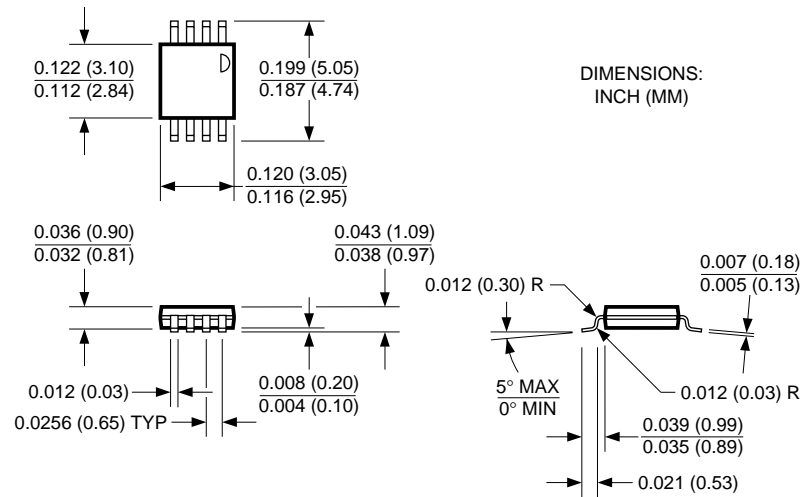 0.122 (3.10)
0.112 (2.84)
0.199 (5.05)
0.187 (4.74)
DIMENSIONS:
INCH (MM)
0.120 (3.05)
0.116 (2.95)
0.036 (0.90)
0.032 (0.81)
0.043 (1.09)
0.038 (0.97)
0.007 (0.18)
0.005 (0.13)
0.012 (0.30) R
0.012 (0.03)
0.0256 (0.65) TYP
0.008 (0.20)
0.004 (0.10)
5° MAX
0° MIN
0.012 (0.03) R
0.039 (0.99)
0.035 (0.89)
0.021 (0.53)